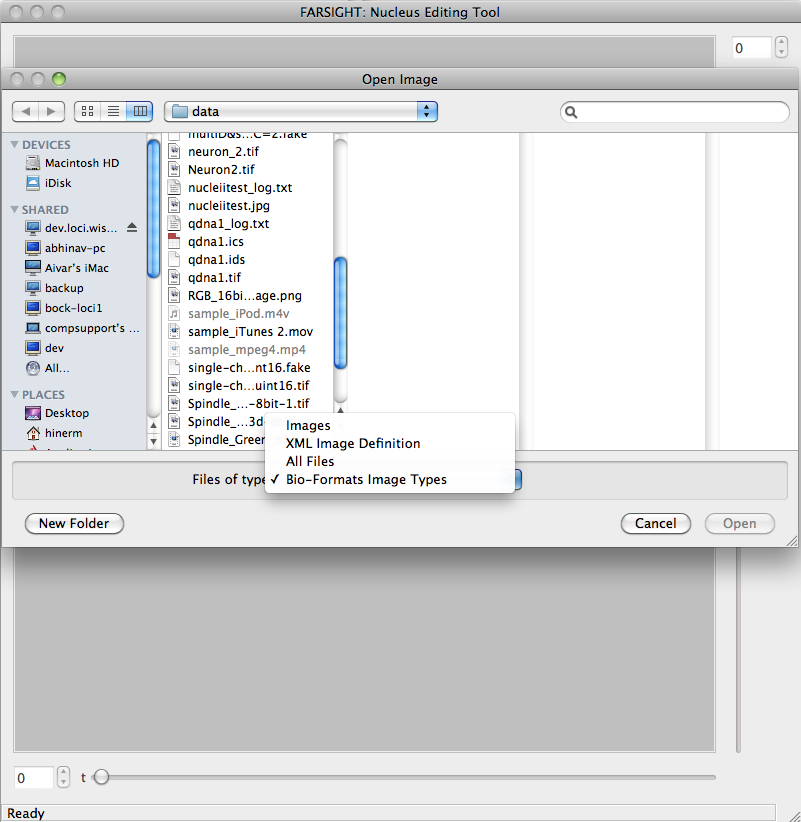 FARSIGHT: Nucleus Editing Tool
0
Open Image
data
DEVICES
Macintosh HD
iDisk
SHARED
dev.loci.wis...
abhinav-pc
Aivar's iMac
backup
bock-loci1
compsupport's ...
dev
All...
PLACES
Desktop
hinerm
multiD&s...C=2.fake
neuron_2.tif
Neuron2.tif
nucleiitest_log.txt
nucleiitest.jpg
qdna1_log.txt
qdna1.ics
qdna1.ids
qdna1.tif
RGB_16bi...age.png
sample_iPod.m4v
sample_iTunes 2.mov
sample_mpeg4.mp4
single-ch...nt16.fake
single-ch...uint16.tif
Spindle_...-8bit-1.tif
Spindle_...3d
Spindle_Green
Images
XML Image Definition
All Files
Files of type
✓ Bio-Formats Image Types
New Folder
Cancel
Open
0
t
Ready